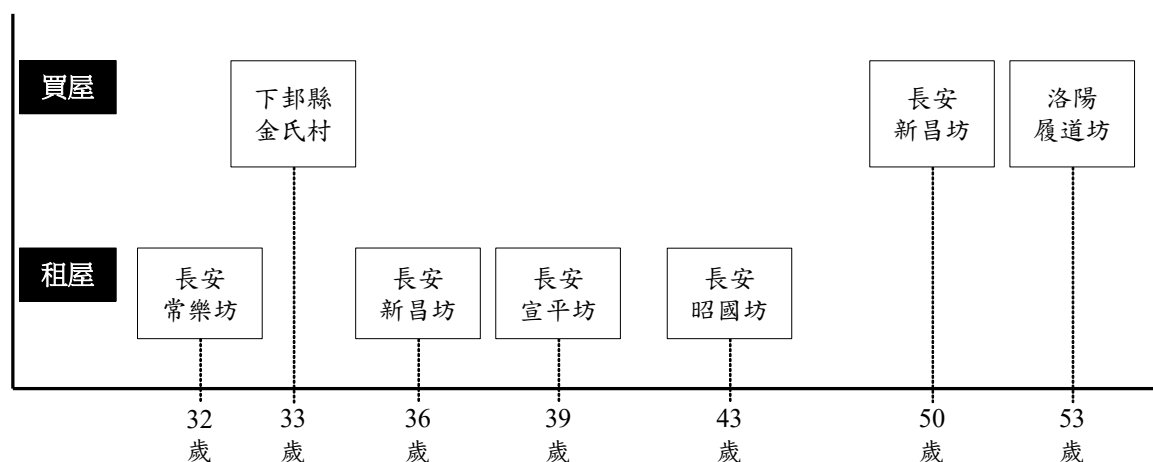 買屋
下邽縣
金氏村
長安
新昌坊
洛陽
履道坊
租屋
長安
常樂坊
長安
新昌坊
長安
宣平坊
長安
昭國坊
32
歲
33
歲
36
歲
39
歲
43
歲
50
歲
53
歲